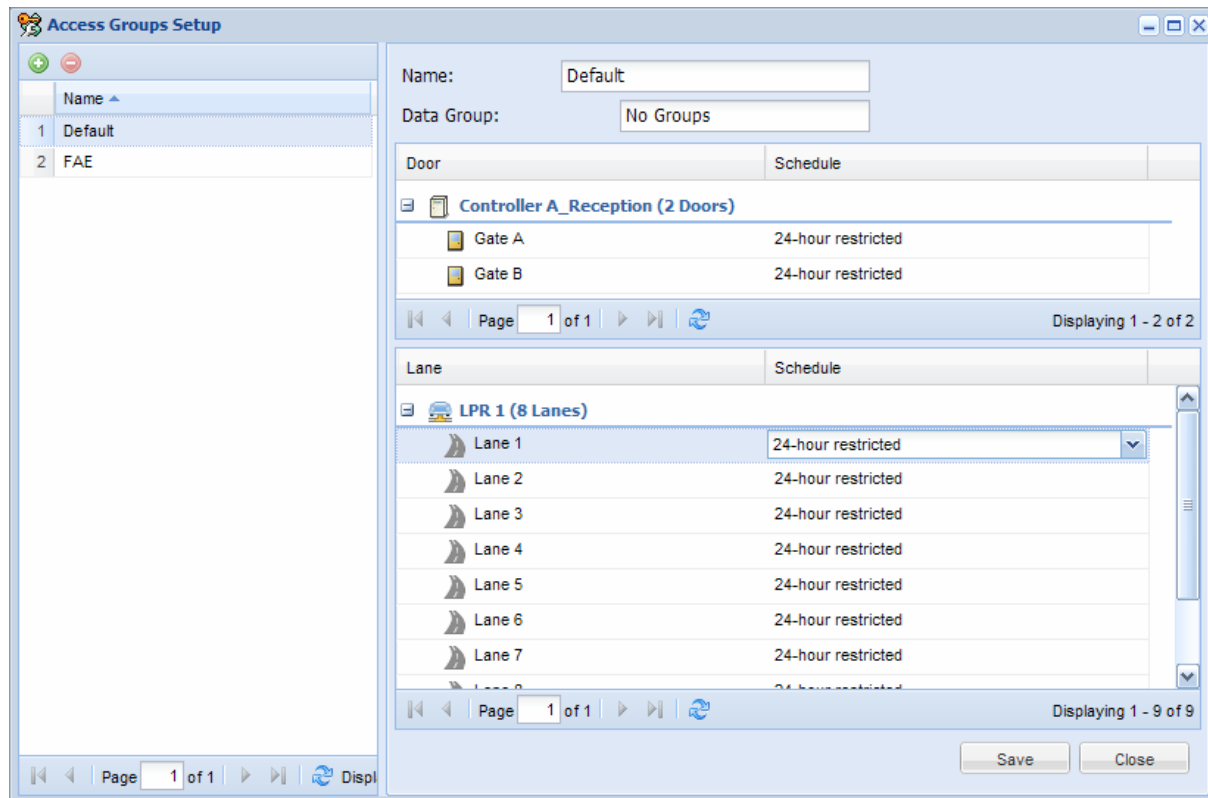 Access Groups Setup
Name
1 Default
2 FAE
Page 1 of 1 Displ
Name: Default
Data Group: No Groups
Door Schedule
Controller A_Reception (2 Doors)
Gate A 24-hour restricted
Gate B 24-hour restricted
Page 1 of 1 Displaying 1 - 2 of 2
Lane Schedule
LPR 1 (8 Lanes)
Lane 1 24-hour restricted
Lane 2 24-hour restricted
Lane 3 24-hour restricted
Lane 4 24-hour restricted
Lane 5 24-hour restricted
Lane 6 24-hour restricted
Lane 7 24-hour restricted
Page 1 of 1 Displaying 1 - 9 of 9
Save Close